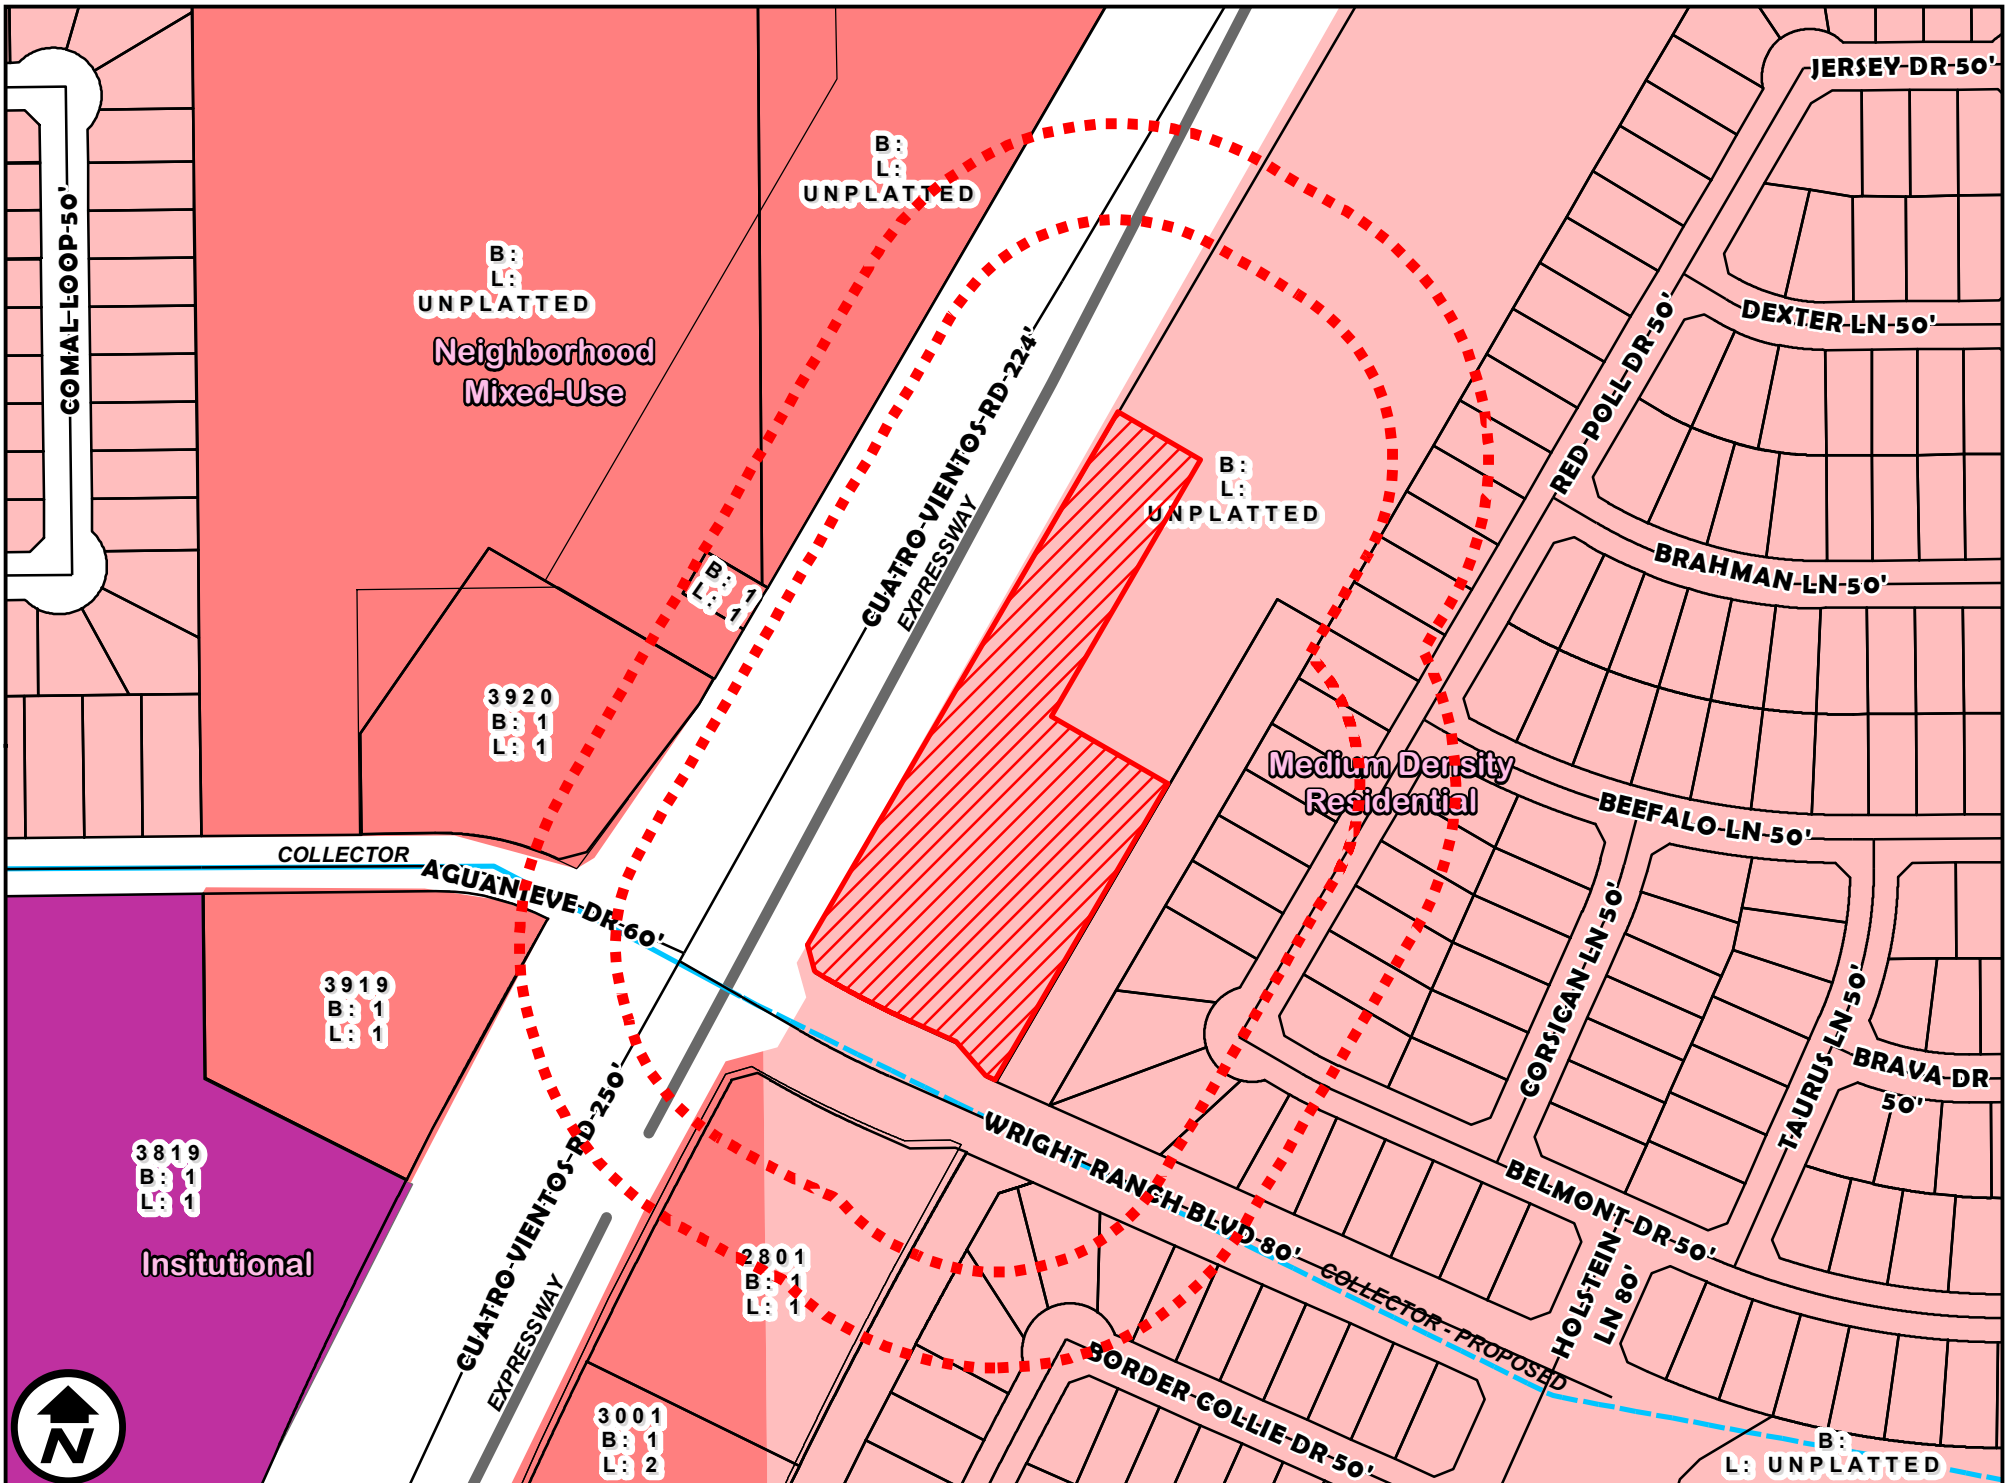 JERSEY DR 50'
B:
L:
UNPLATTED
COMAL LOOP 50'
B:
L:
UNPLATTED
Neighborhood
Mixed-Use
DEXTER LN 50'
CUATRO VIENTOS RD 224'
EXPRESSWAY
RED POLL DR 50'
B:
L:
UNPLATTED
BRAHMAN LN 50'
B: 1
L: 1
3920
B: 1
L: 1
Medium Density
Residential
BEEFALO LN 50'
COLLECTOR
AGUANIEVE DR 60'
3919
B: 1
L: 1
CORSICAN LN 50'
TAURUS LN 50'
BRAVA DR
50'
CUATRO VIENTOS RD 250'
EXPRESSWAY
WRIGHT RANCH BLVD 80'
COLLECTOR - PROPOSED
3819
B: 1
L: 1
Insitutional
BELMONT DR 50'
HOLSTEIN
LN 80'
2801
B: 1
L: 1
BORDER COLLIE DR 50'
3001
B: 1
L: 2
B:
L: UNPLATTED
N